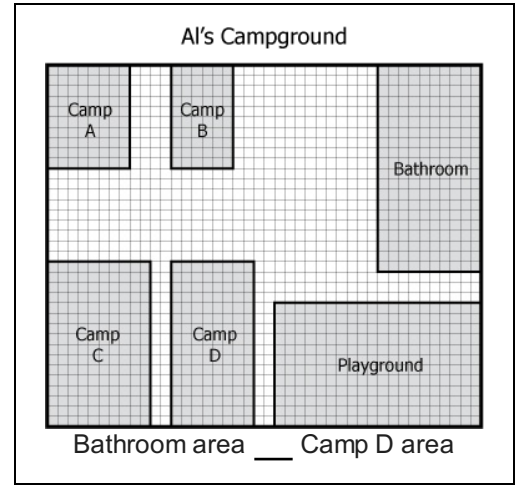 Al's Campground
Camp
A
Camp
B
Bathroom
Camp
C
Camp
D
Playground
Bathroom area ___ Camp D area